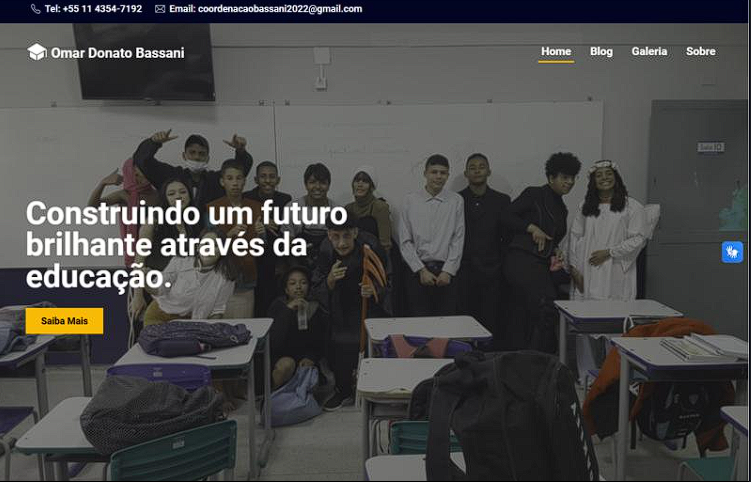 Tel: +55 11 4354-7192 Email: coordenacaobassani2022@gmail.com
Omar Donato Bassani Home Blog Galeria Sobre
Construindo um futuro
brilhante através da
educação.
Saiba Mais